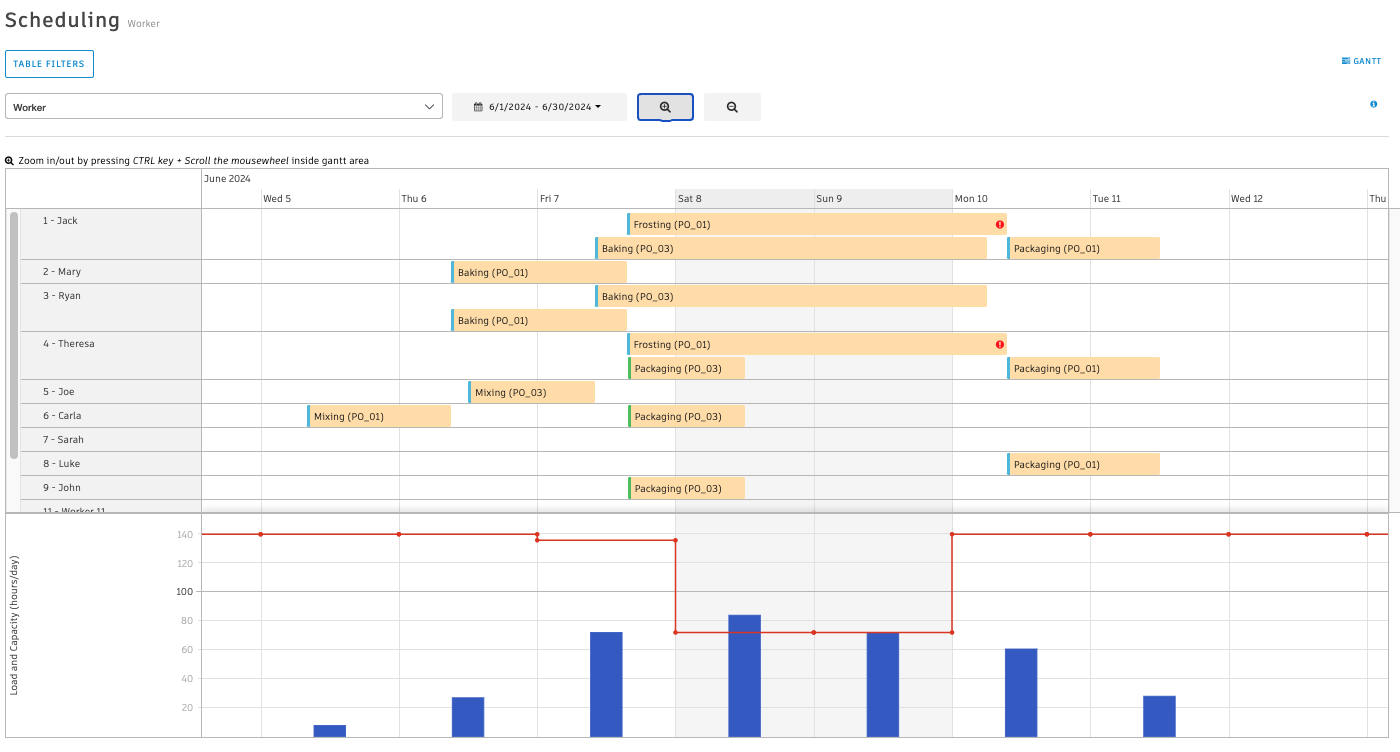 Scheduling Worker
TABLE FILTERS
GANTT
Worker
6/1/2024 - 6/30/2024
Zoom in/out by pressing CTRL key + Scroll the mousewheel inside gantt area
June 2024
Wed 5 Thu 6 Fri 7 Sat 8 Sun 9 Mon 10 Tue 11 Wed 12 Thu
1 - Jack Frosting (PO_01)
Baking (PO_03) Packaging (PO_01)
2 - Mary Baking (PO_01)
3 - Ryan Baking (PO_03)
Baking (PO_01)
4 - Theresa Frosting (PO_01)
Packaging (PO_03) Packaging (PO_01)
5 - Joe Mixing (PO_03)
6 - Carla Mixing (PO_01) Packaging (PO_03)
7 - Sarah
8 - Luke Packaging (PO_01)
9 - John Packaging (PO_03)
11 - Worker 11
Load and Capacity (hours/day)
140
120
100
80
60
40
20